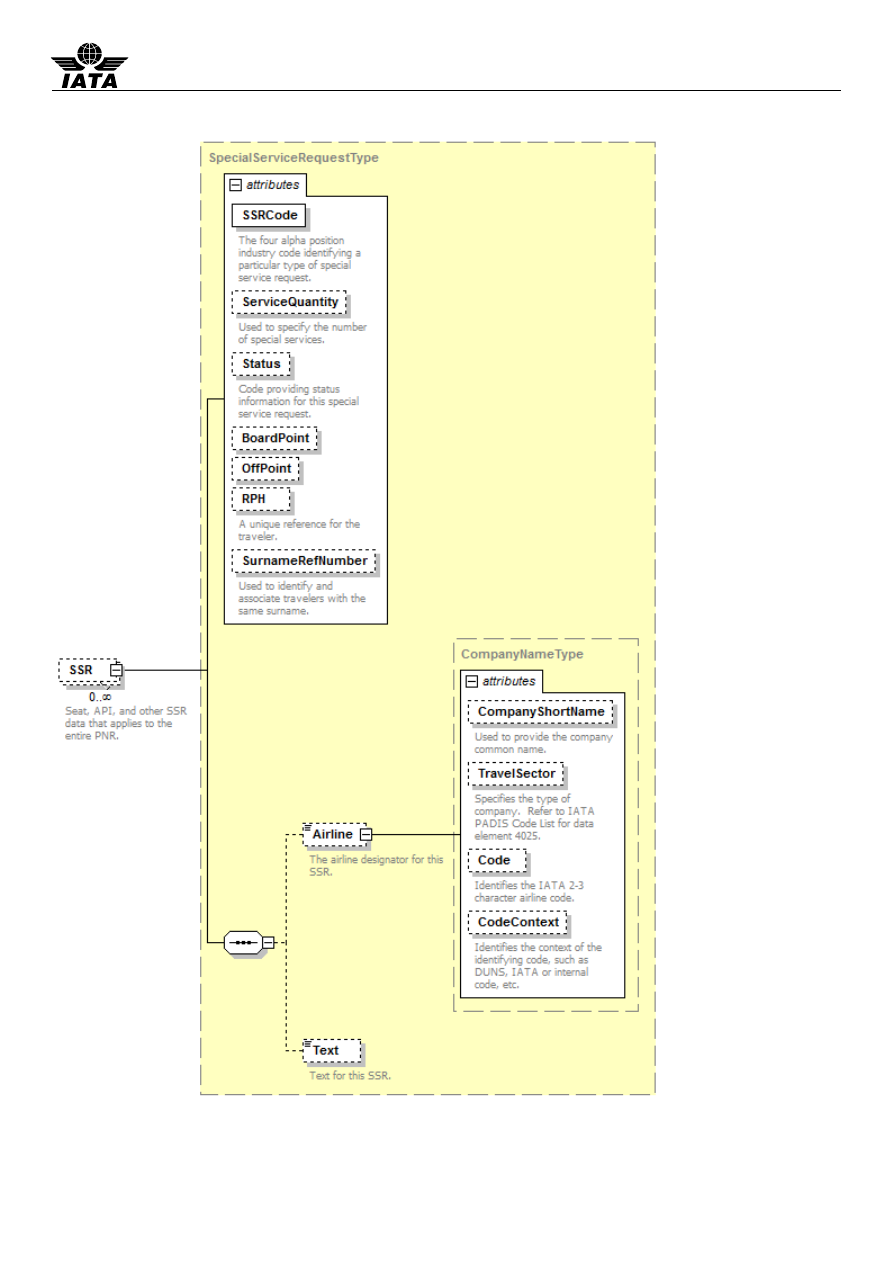 IATA
SpecialServiceRequestType
attributes
SSRCode
The four alpha position
industry code identifying a
particular type of special
service request.
ServiceQuantity
Used to specify the number
of special services.
Status
Code providing status
information for this special
service request.
BoardPoint
OffPoint
RPH
A unique reference for the
traveler.
SurnameRefNumber
Used to identify and
associate travelers with the
same surname.
SSR
0..∞
Seat, API, and other SSR
data that applies to the
entire PNR.
CompanyNameType
attributes
CompanyShortName
Used to provide the company
common name.
TravelSector
Specifies the type of
company.  Refer to IATA
PADIS Code List for data
element 4025.
Airline
The airline designator for this
SSR.
Code
Identifies the IATA 2-3
character airline code.
CodeContext
Identifies the context of the
identifying code, such as
DUNS, IATA or internal
code, etc.
Text
Text for this SSR.